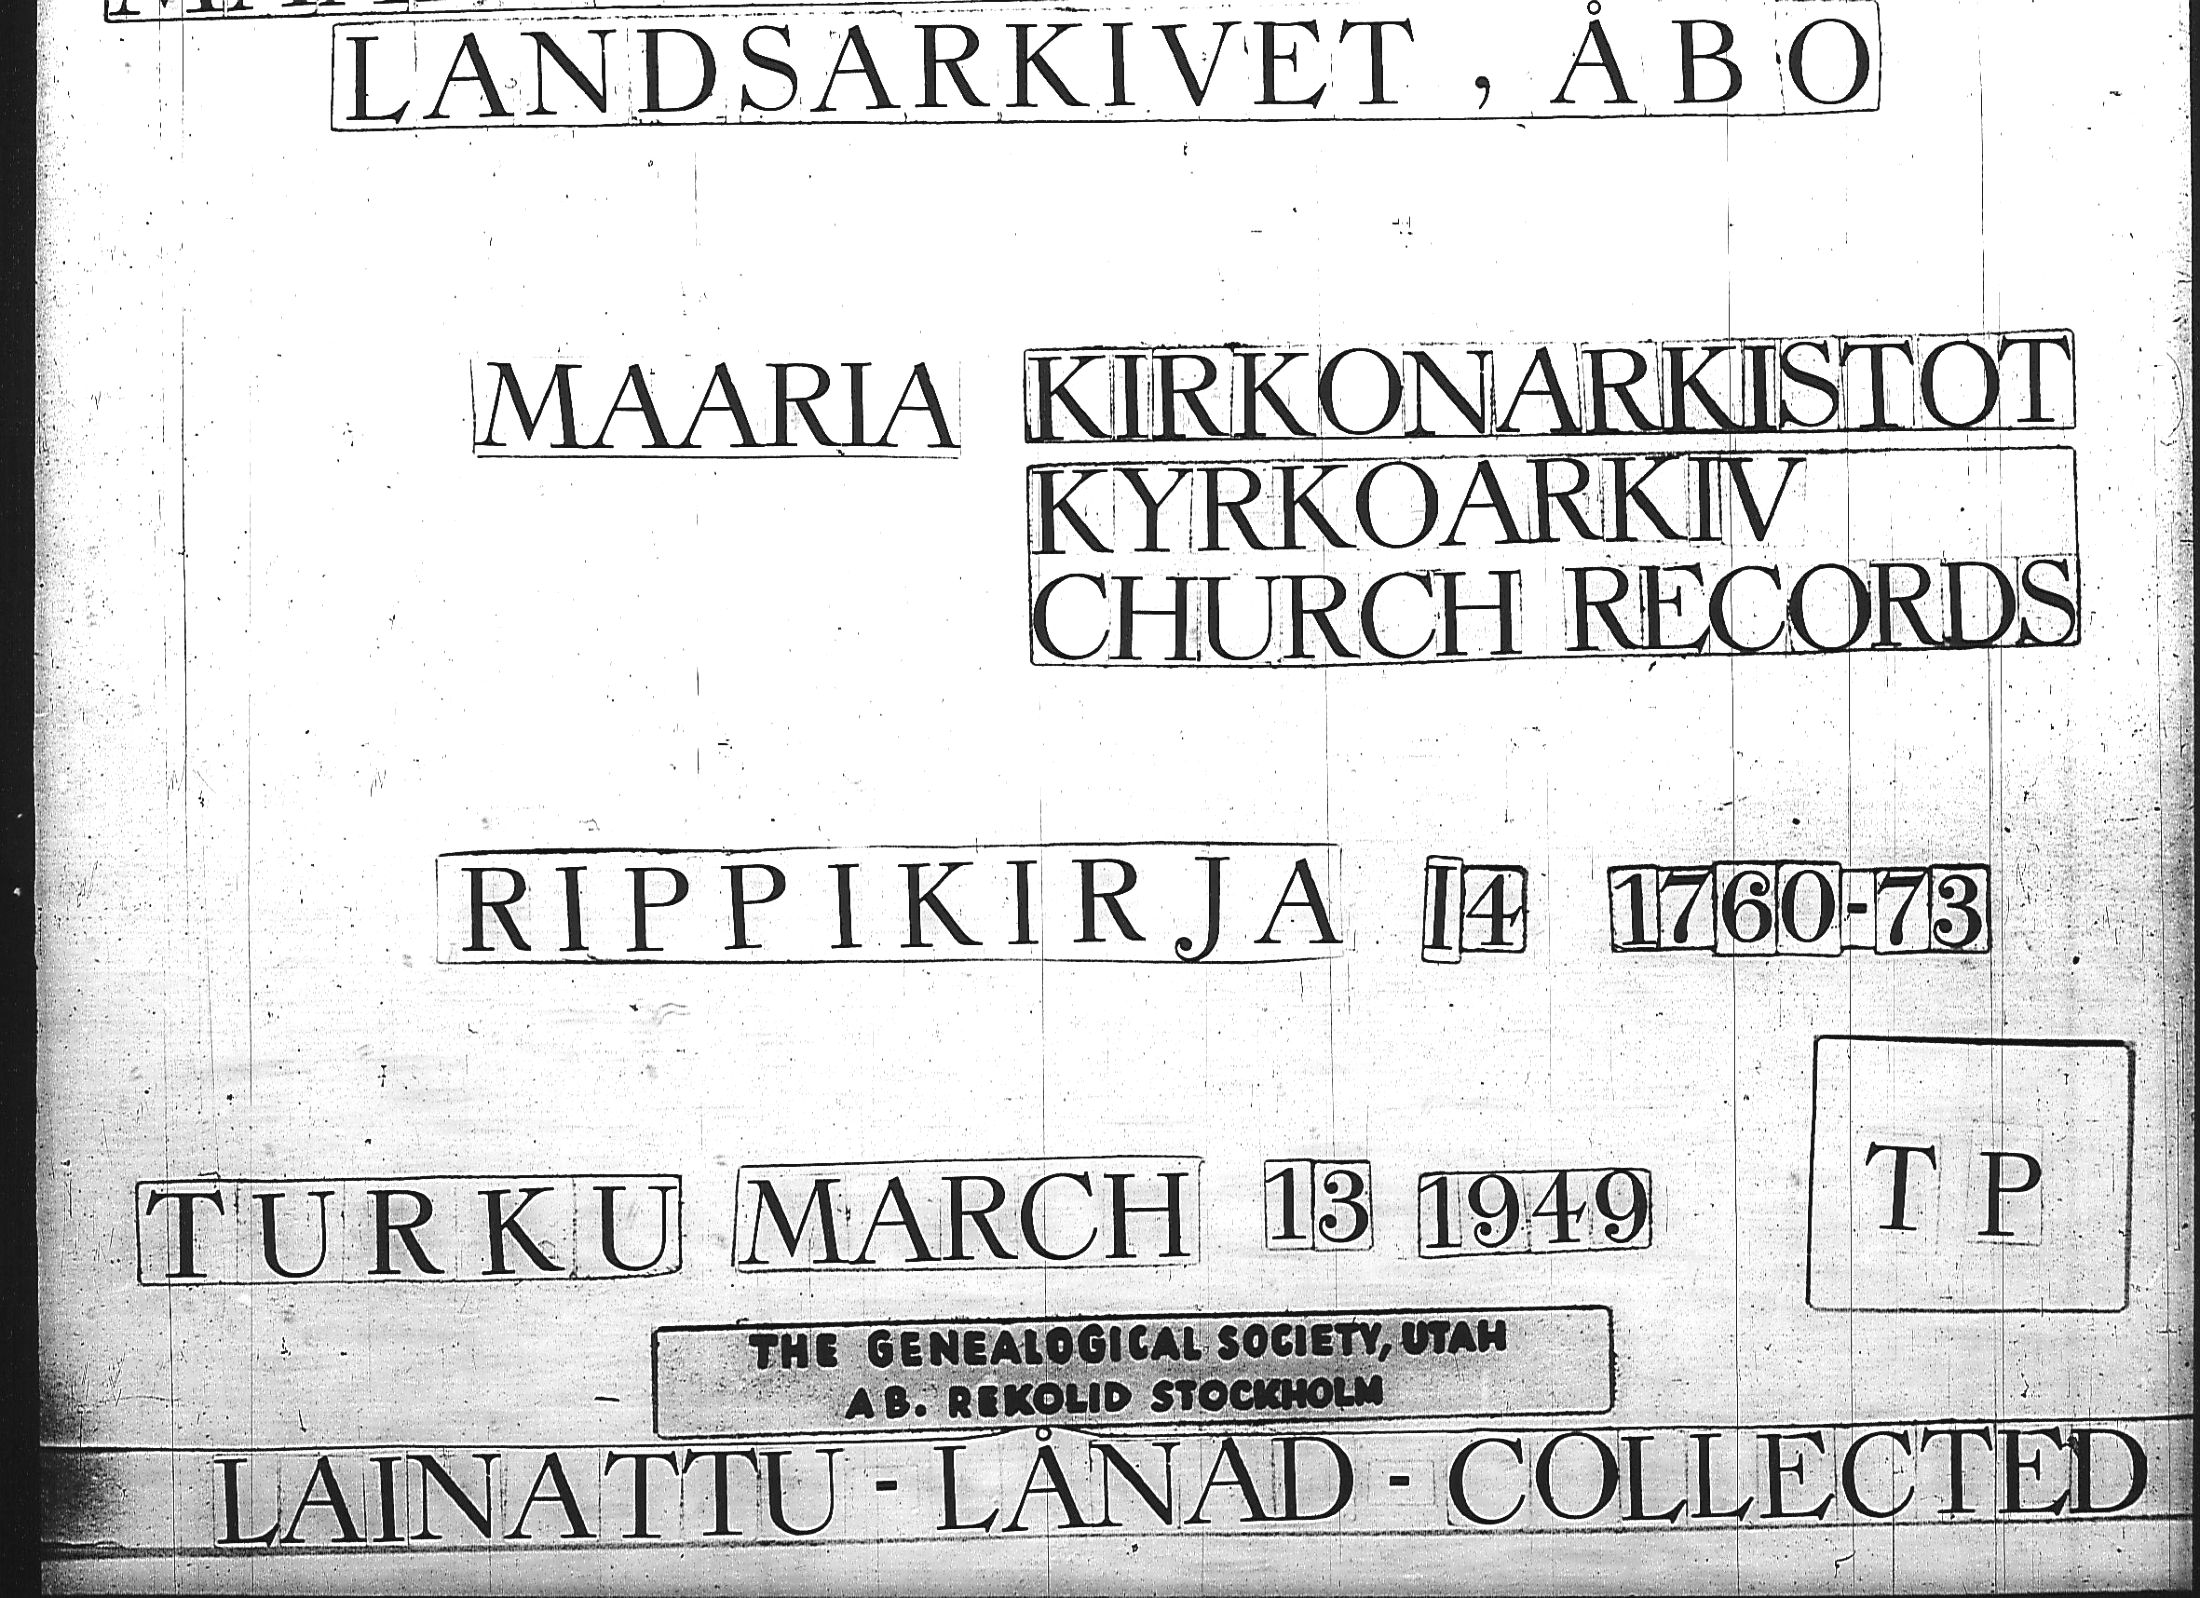 LANDSARKIVET, ÅBO
MAARIA KIRKONARKISTOT
KYRKOARKIV
CHURCH RECORDS
RIPPIKIRJA I4 1760-73
TP
TURKU MARCH 13 1949
THE GENEALOGICAL SOCIETY, UTAH
AB. REKOLID STOCKHOLM
LAINATTU - LÅNAD - COLLECTED